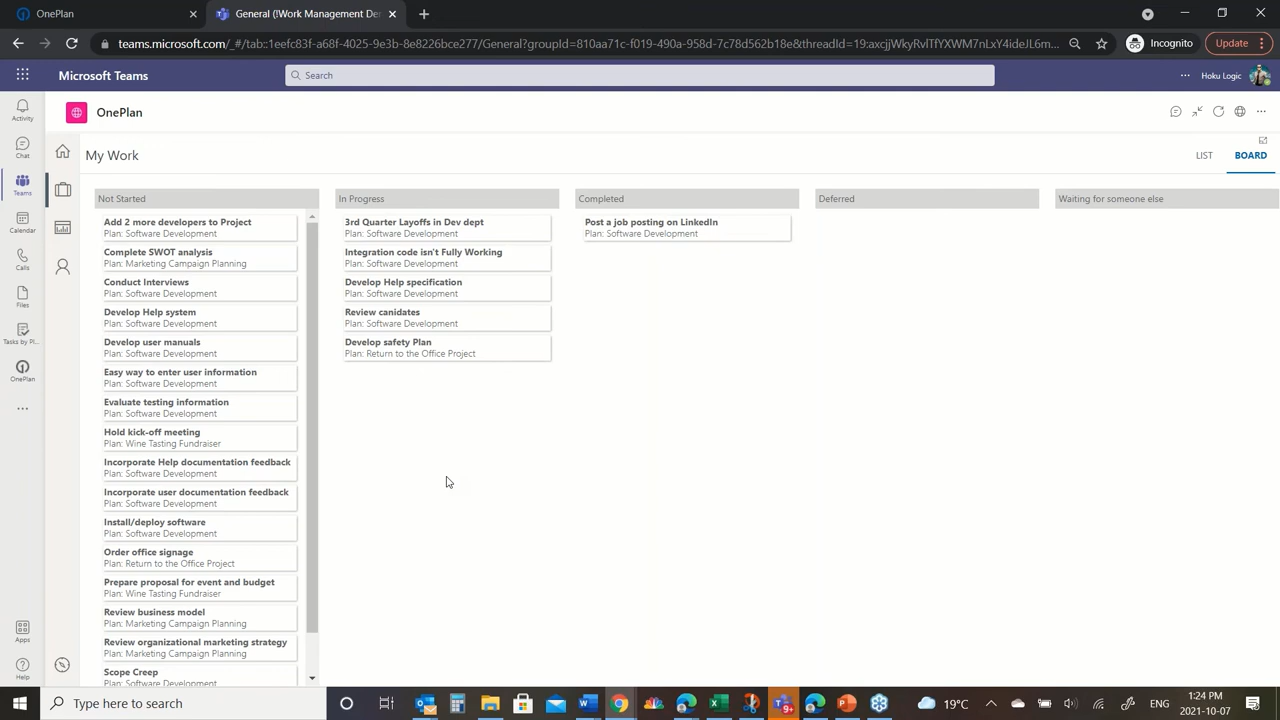 OnePlan
General (!Work Management Der
teams.microsoft.com/_#/tab::1eefc83f-a68f-4025-9e3b-8e8226bce277/General?groupId=810aa71c-f019-490a-958d-7c78d562b18e&threadId=19:axcjjWkyRvlTfYXWM7nLxY4ideJL6m...
Incognito
Update
Microsoft Teams
Search
Hoku Logic
Activity
Chat
Teams
Calendar
Calls
Files
Tasks by Pl...
OnePlan
Apps
Help
OnePlan
My Work
LIST
BOARD
Not Started
Add 2 more developers to Project
Plan: Software Development
Complete SWOT analysis
Plan: Marketing Campaign Planning
Conduct Interviews
Plan: Software Development
Develop Help system
Plan: Software Development
Develop user manuals
Plan: Software Development
Easy way to enter user information
Plan: Software Development
Evaluate testing information
Plan: Software Development
Hold kick-off meeting
Plan: Wine Tasting Fundraiser
Incorporate Help documentation feedback
Plan: Software Development
Incorporate user documentation feedback
Plan: Software Development
Install/deploy software
Plan: Software Development
Order office signage
Plan: Return to the Office Project
Prepare proposal for event and budget
Plan: Wine Tasting Fundraiser
Review business model
Plan: Marketing Campaign Planning
Review organizational marketing strategy
Plan: Marketing Campaign Planning
Scope Creep
Plan: Software Development
In Progress
3rd Quarter Layoffs in Dev dept
Plan: Software Development
Integration code isn't Fully Working
Plan: Software Development
Develop Help specification
Plan: Software Development
Review canidates
Plan: Software Development
Develop safety Plan
Plan: Return to the Office Project
Completed
Post a job posting on LinkedIn
Plan: Software Development
Deferred
Waiting for someone else
Type here to search
9+
19°C
ENG
1:24 PM
2021-10-07